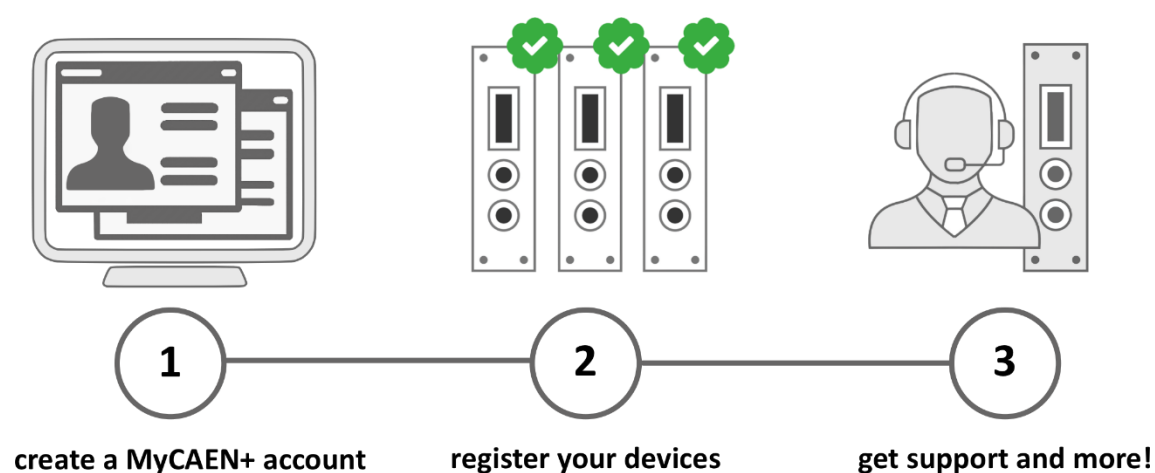 1
2
3
create a MyCAEN+ account
register your devices
get support and more!